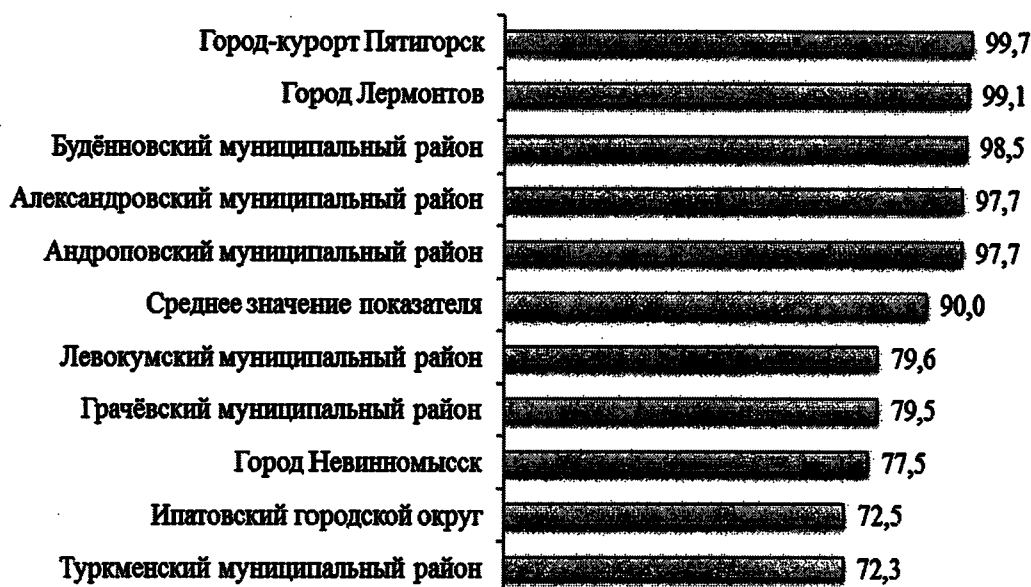 Город-курорт Пятигорск 99,7
Город Лермонтов 99,1
Будённовский муниципальный район 98,5
Александровский муниципальный район 97,7
Андроповский муниципальный район 97,7
Среднее значение показателя 90,0
Левокумский муниципальный район 79,6
Грачёвский муниципальный район 79,5
Город Невинномысск 77,5
Ипатовский городской округ 72,5
Туркменский муниципальный район 72,3